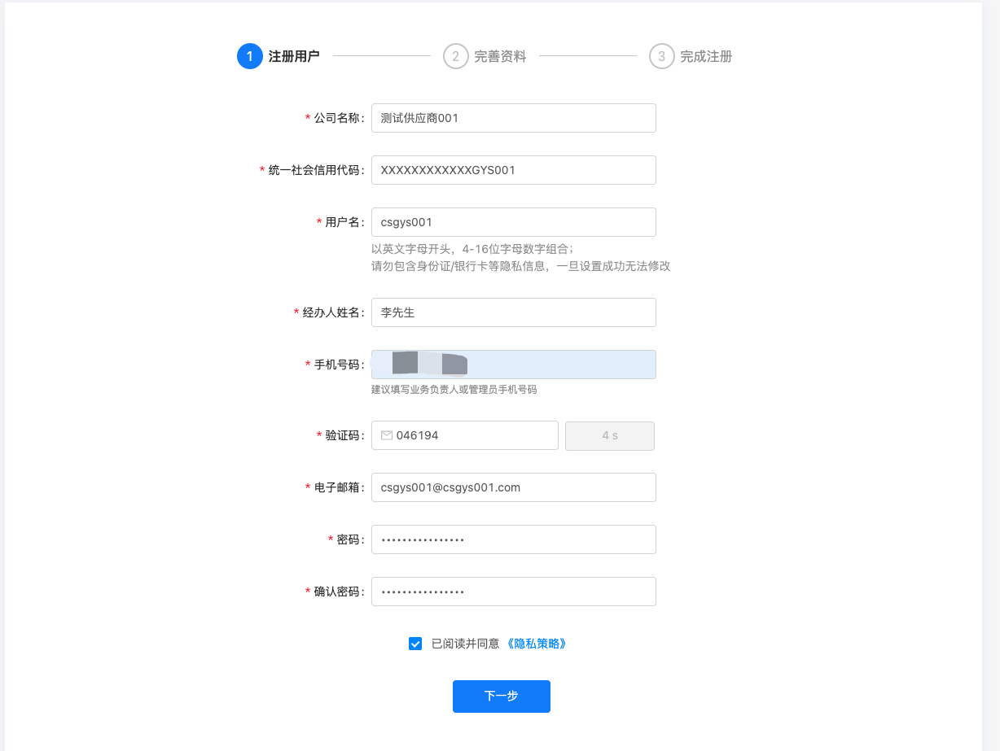 1 注册用户 2 完善资料 3 完成注册
* 公司名称: 测试供应商001
* 统一社会信用代码: XXXXXXXXXXXXGYS001
* 用户名: csgys001
以英文字母开头，4-16位字母数字组合；
请勿包含身份证/银行卡等隐私信息，一旦设置成功无法修改
* 经办人姓名: 李先生
* 手机号码:
建议填写业务负责人或管理员手机号码
* 验证码: 046194 4 s
* 电子邮箱: csgys001@csgys001.com
* 密码: ••••••••••••••••
* 确认密码: ••••••••••••••••
已阅读并同意 《隐私策略》
下一步